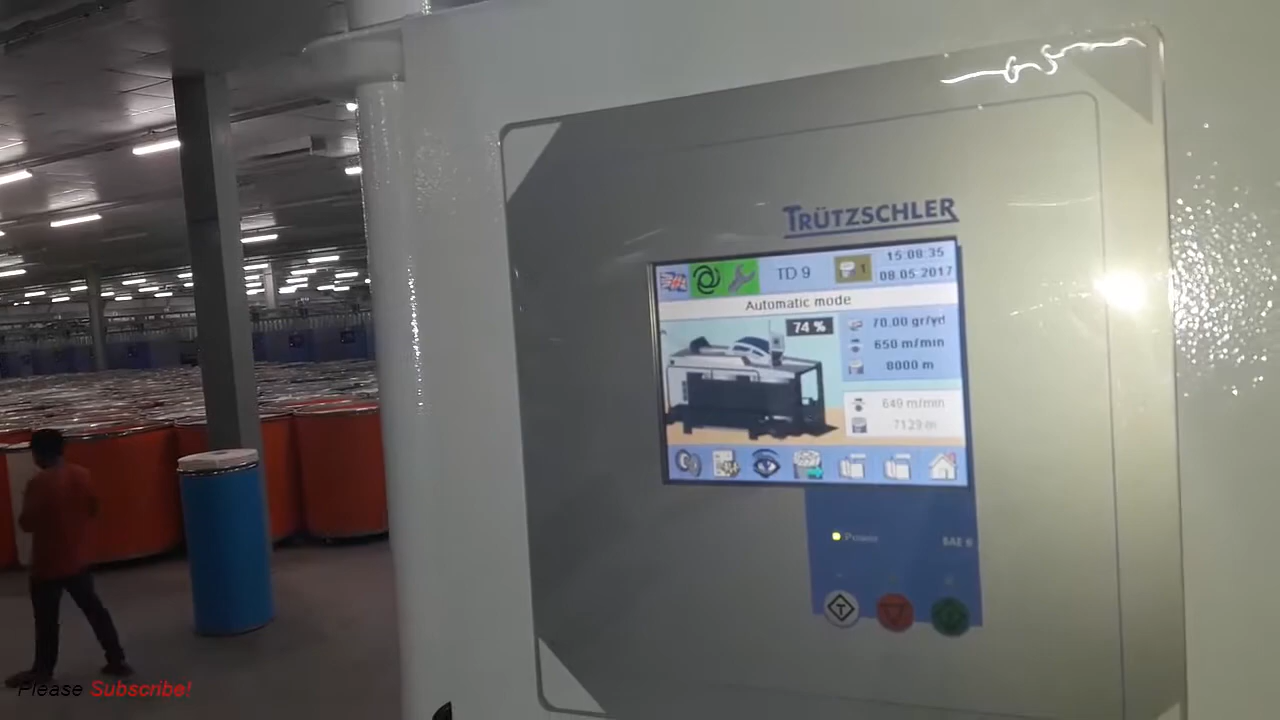 TRÜTZSCHLER
TD 9
1
15:08:35
08.05.2017
Automatic mode
74 %
70.00 gr/yd
650 m/min
8000 m
649 m/min
7129 m
Power
T
Please Subscribe!